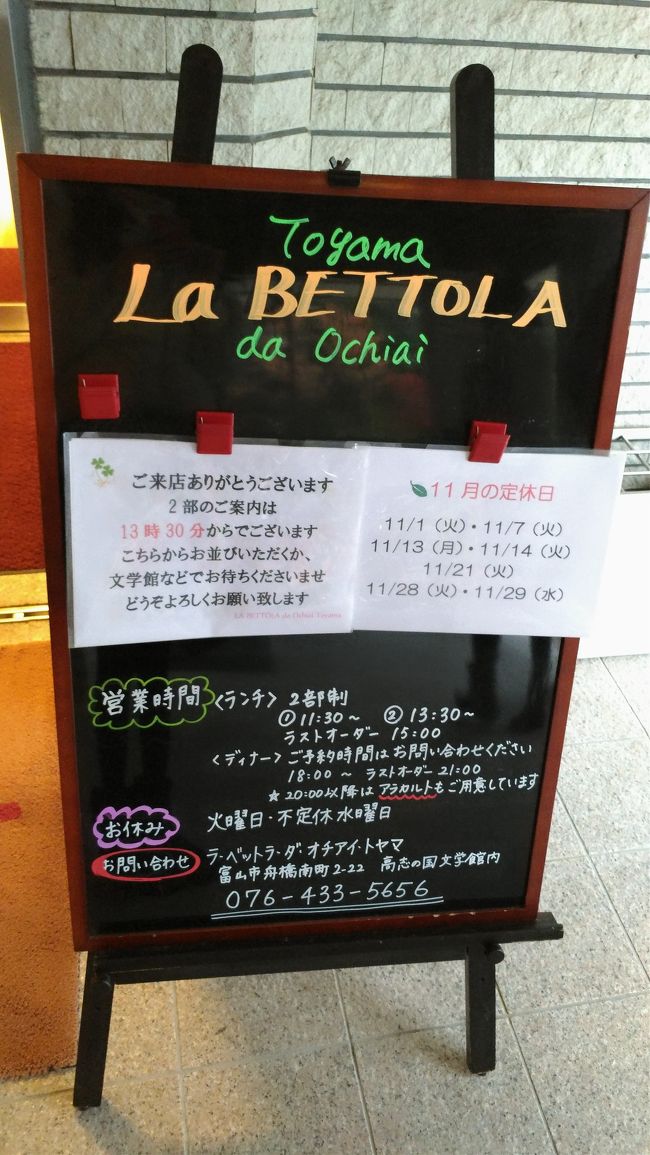 Toyama
La BETTOLA
da Ochiai
ご来店ありがとうございます
2部のご案内は
13時30分からでございます
こちらからお並びいただくか、
文学館などでお待ちくださいませ
どうぞよろしくお願い致します
LA BETTOLA da Ochiai Toyama
11月の定休日
11/1（火）・11/7（火）
11/13（月）・11/14（火）
11/21（火）
11/28（火）・11/29（水）
営業時間 〈ランチ〉 2部制
①11:30～ ②13:30～
ラストオーダー 15:00
〈ディナー〉ご予約時間はお問い合わせください
18:00 ～ ラストオーダー 21:00
★20:00以降はアラカルトもご用意しています
お休み 火曜日・不定休水曜日
お問い合わせ ラ・ベットラ・ダ・オチアイ・トヤマ
富山市舟橋南町2-22 高志の国文学館内
076-433-5656